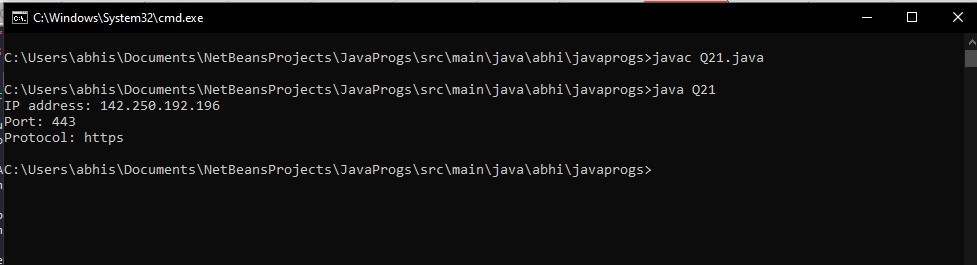 C:\Windows\System32\cmd.exe
C:\Users\abhis\Documents\NetBeansProjects\JavaProgs\src\main\java\abhi\javaprogs>javac Q21.java
C:\Users\abhis\Documents\NetBeansProjects\JavaProgs\src\main\java\abhi\javaprogs>java Q21
IP address: 142.250.192.196
Port: 443
Protocol: https
C:\Users\abhis\Documents\NetBeansProjects\JavaProgs\src\main\java\abhi\javaprogs>